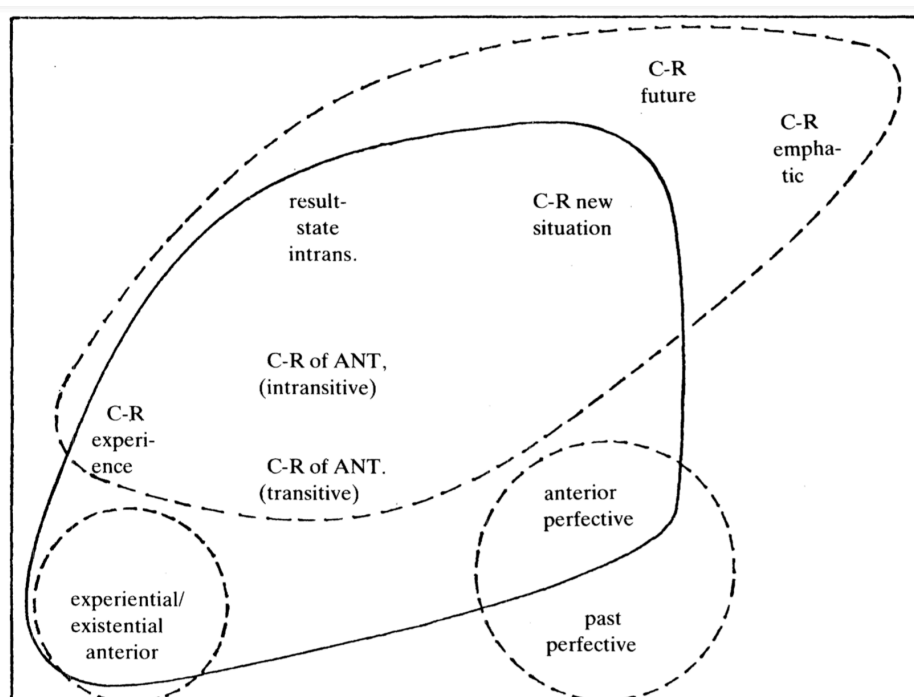 C-R
future
C-R
empha-
tic
result-
state
intrans.
C-R new
situation
C-R of ANT,
(intransitive)
C-R
experi-
ence
C-R of ANT.
(transitive)
anterior
perfective
experiential/
existential
anterior
past
perfective